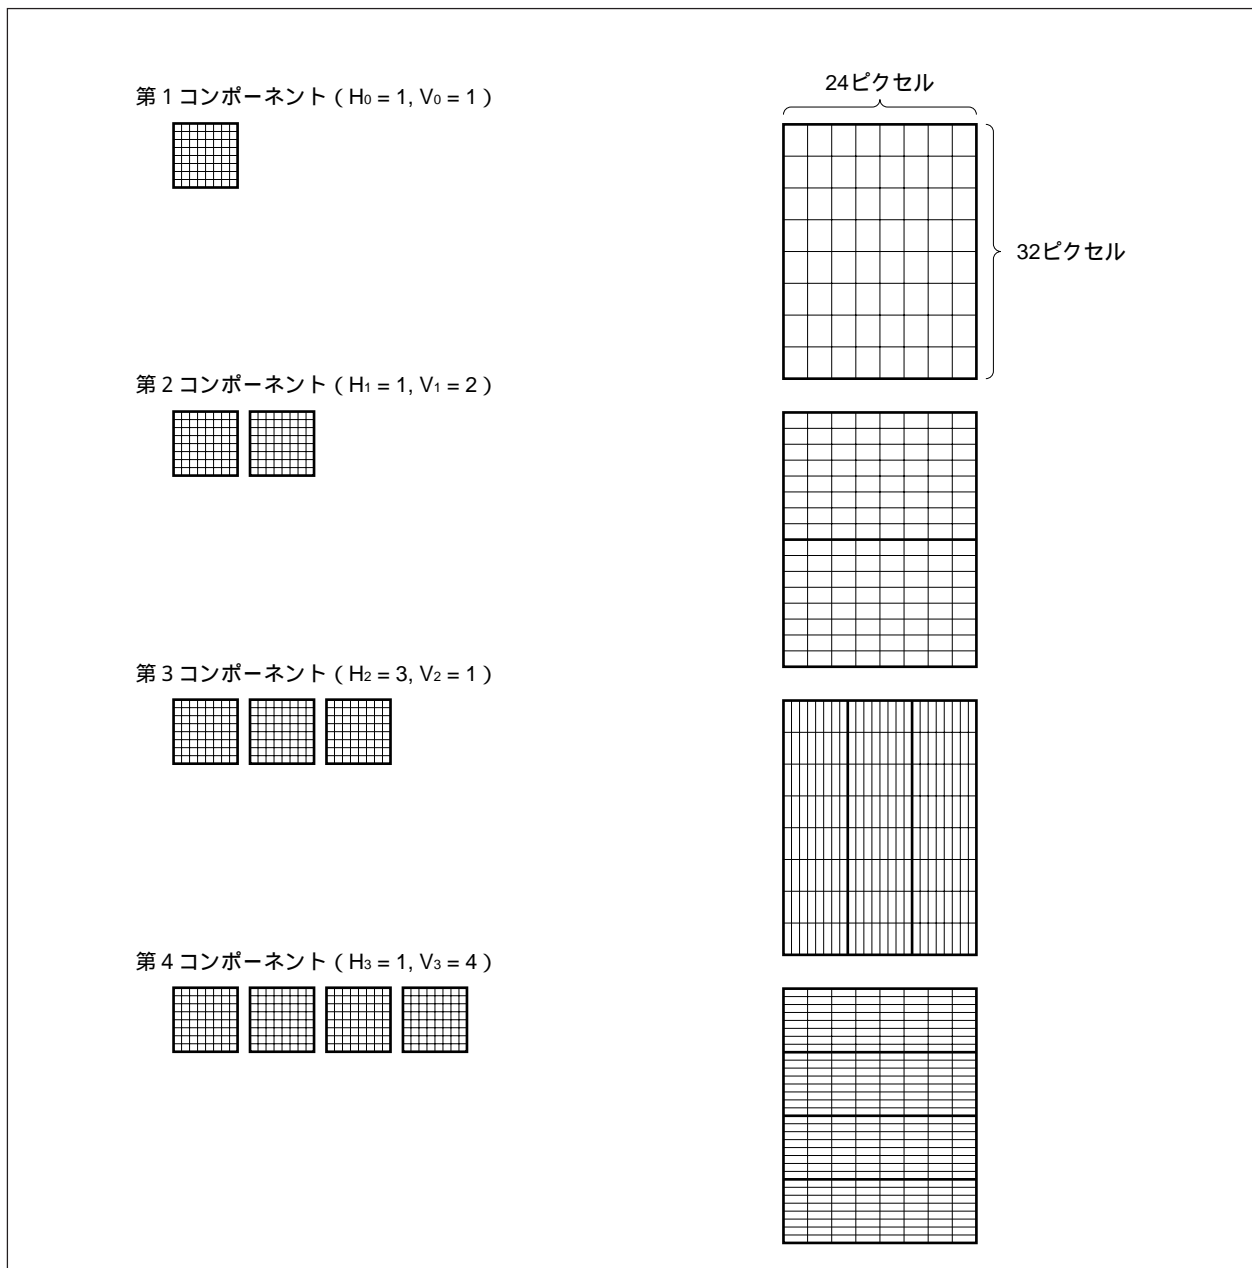 第1コンポーネント（H0 = 1, V0 = 1）
24ピクセル
32ピクセル
第2コンポーネント（H1 = 1, V1 = 2）
第3コンポーネント（H2 = 3, V2 = 1）
第4コンポーネント（H3 = 1, V3 = 4）